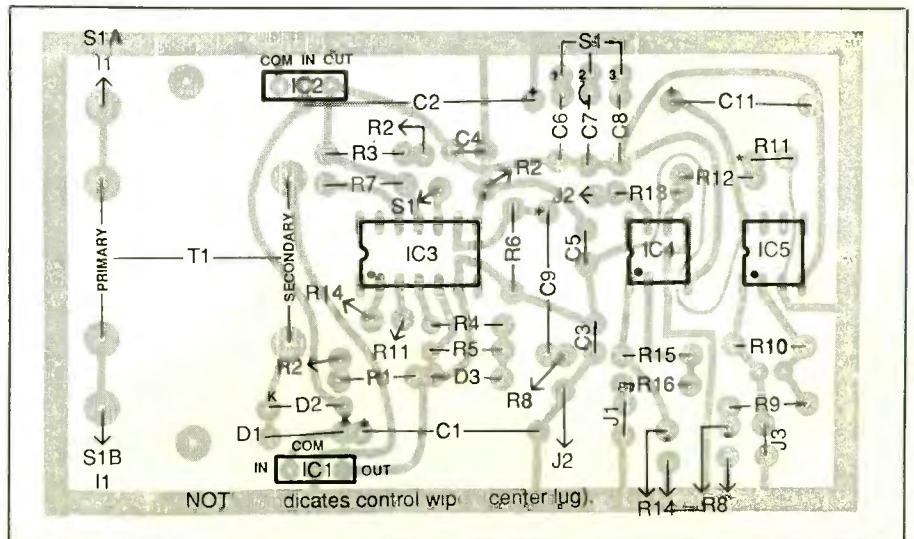 S1A
I1
COM IN OUT
IC2
C2
+
S4
1 2 3
C6
C7
C8
+
C11
R2
R3
C4
R7
S1
R2
+
J2
R13
R12
*
R11
PRIMARY
T1
SECONDARY
IC3
R6
C9
C5
IC4
IC5
R14
R11
R4
R5
C3
R15
R10
R2
R1
D3
R8
R16
R9
K
D2
J1
J3
D1
+
C1
J2
COM
IN
IC1
OUT
S1B
I1
NOT dicates control wip center lug).
R14
R8